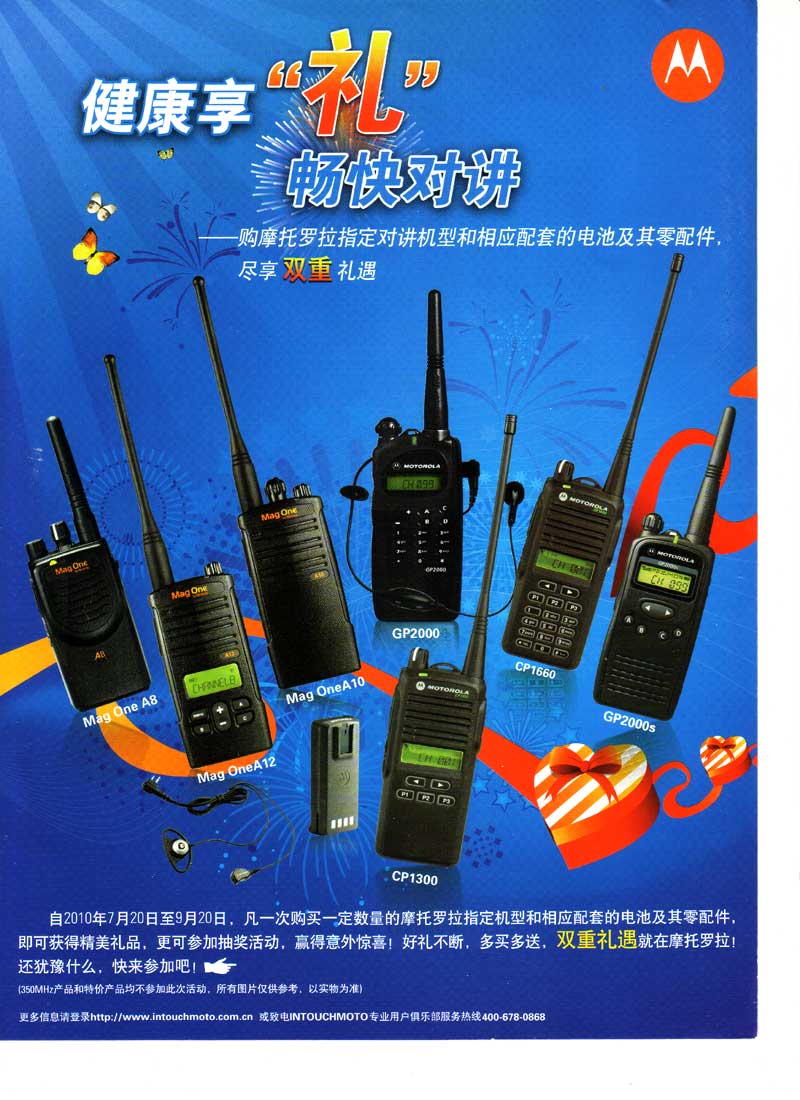 健康享“礼”
畅快对讲
——购摩托罗拉指定对讲机型和相应配套的电池及其零配件，
尽享双重礼遇
MOTOROLA
CH 099
GP2000
GP2000
MOTOROLA
CP1660
MOTOROLA
GP2000s
CH 099
A B C D
GP2000s
Mag One
A8
Mag One A8
Mag One
A12
CHANNEL8
Mag OneA12
Mag One
A10
Mag OneA10
MOTOROLA
CH 001
P1 P2 P3
CP1300
P1 P2 P3
自2010年7月20日至9月20日，凡一次购买一定数量的摩托罗拉指定机型和相应配套的电池及其零配件，
即可获得精美礼品，更可参加抽奖活动，赢得意外惊喜！好礼不断，多买多送，双重礼遇就在摩托罗拉！
还犹豫什么，快来参加吧！
(350MHz产品和特价产品均不参加此次活动，所有图片仅供参考，以实物为准)
更多信息请登录http://www.intouchmoto.com.cn 或致电INTOUCHMOTO专业用户俱乐部服务热线400-678-0868